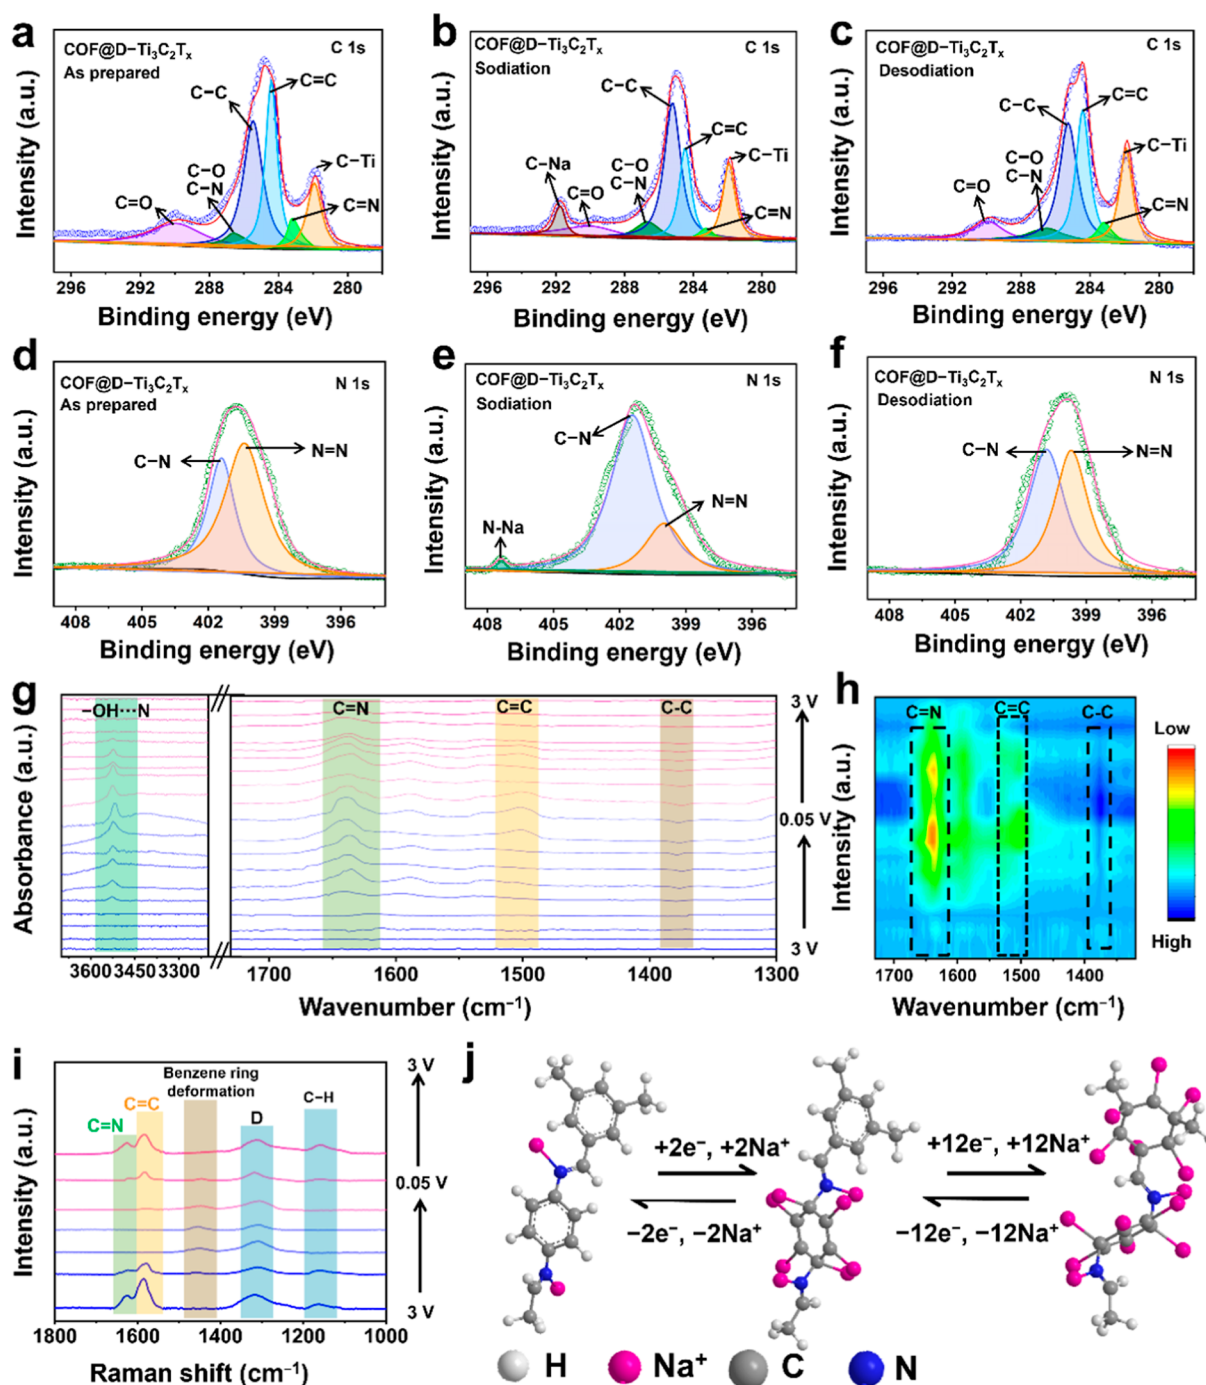 a
COF@D−Ti₃C₂Tₓ
As prepared
C 1s
C−C
C=C
C−O
C−N
C−Ti
C=O
C=N
Intensity (a.u.)
296 292 288 284 280
Binding energy (eV)
b
COF@D−Ti₃C₂Tₓ
Sodiation
C 1s
C−C
C=C
C−Na
C−O
C−N
C−Ti
C=O
C=N
Intensity (a.u.)
296 292 288 284 280
Binding energy (eV)
c
COF@D−Ti₃C₂Tₓ
Desodiation
C 1s
C−C
C=C
C−O
C−N
C−Ti
C=O
C=N
Intensity (a.u.)
296 292 288 284 280
Binding energy (eV)
d
COF@D−Ti₃C₂Tₓ
As prepared
N 1s
C−N
N=N
Intensity (a.u.)
408 405 402 399 396
Binding energy (eV)
e
COF@D−Ti₃C₂Tₓ
Sodiation
N 1s
C−N
N=N
N-Na
Intensity (a.u.)
408 405 402 399 396
Binding energy (eV)
f
COF@D−Ti₃C₂Tₓ
Desodiation
N 1s
C−N
N=N
Intensity (a.u.)
408 405 402 399 396
Binding energy (eV)
g
−OH···N
C=N
C=C
C-C
3 V
0.05 V
3 V
Absorbance (a.u.)
3600 3450 3300 1700 1600 1500 1400 1300
Wavenumber (cm⁻¹)
h
C=N
C=C
C-C
Low
High
Intensity (a.u.)
1700 1600 1500 1400
Wavenumber (cm⁻¹)
i
Benzene ring
deformation
C=N
C=C
D
C−H
3 V
0.05 V
3 V
Intensity (a.u.)
1800 1600 1400 1200 1000
Raman shift (cm⁻¹)
j
+2e⁻, +2Na⁺
−2e⁻, −2Na⁺
+12e⁻, +12Na⁺
−12e⁻, −12Na⁺
H Na⁺ C N